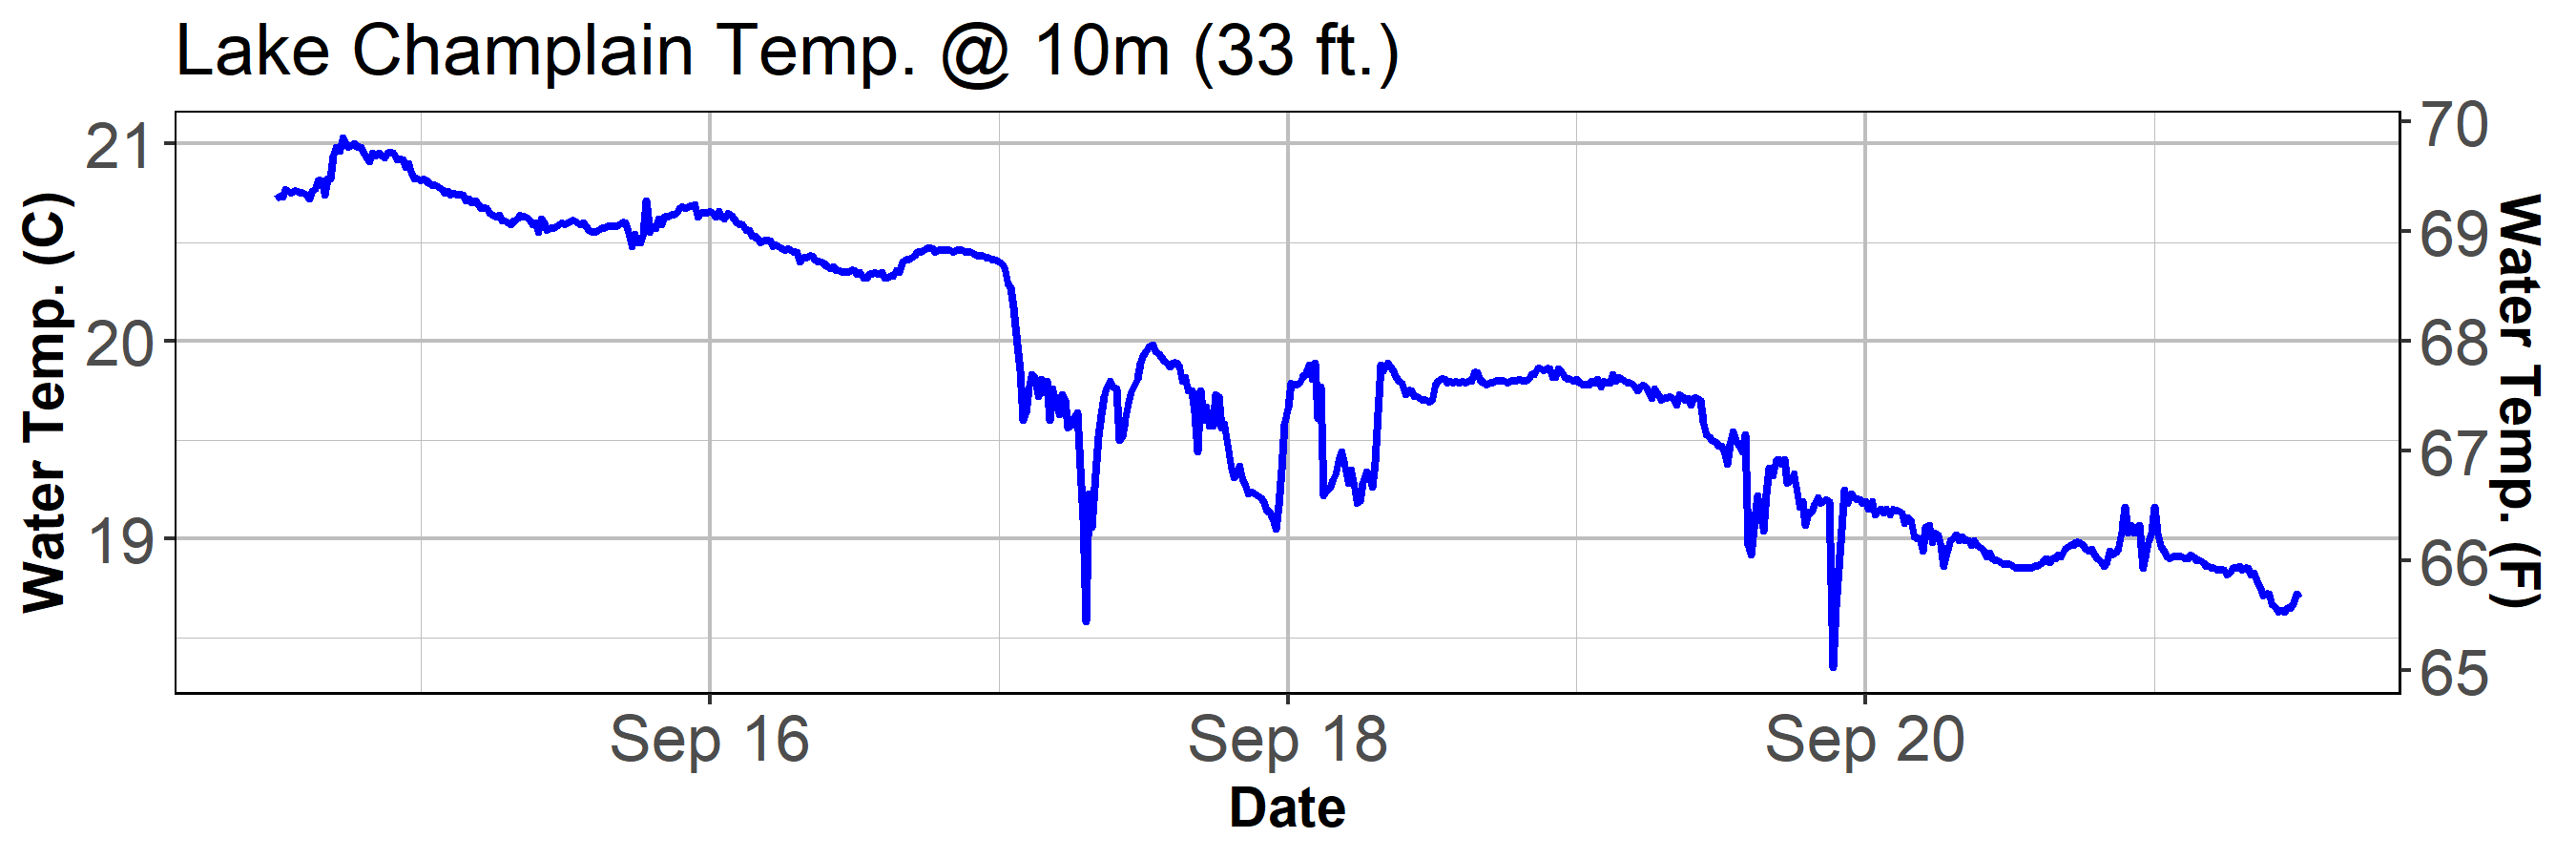 Lake Champlain Temp. @ 10m (33 ft.)
Water Temp. (C)
21
20
19
70
69
68
67
66
65
Water Temp. (F)
Sep 16
Sep 18
Sep 20
Date